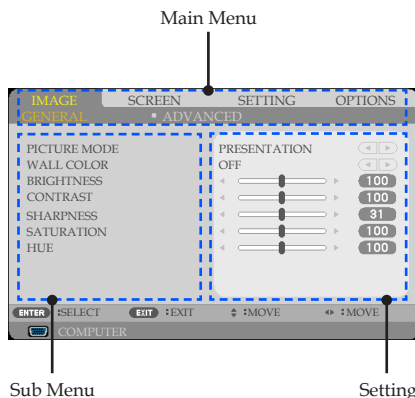 Main Menu
IMAGE SCREEN SETTING OPTIONS
GENERAL • ADVANCED
PICTURE MODE PRESENTATION
WALL COLOR OFF
BRIGHTNESS 100
CONTRAST 100
SHARPNESS 31
SATURATION 100
HUE 100
ENTER :SELECT EXIT :EXIT :MOVE :MOVE
COMPUTER
Sub Menu Setting